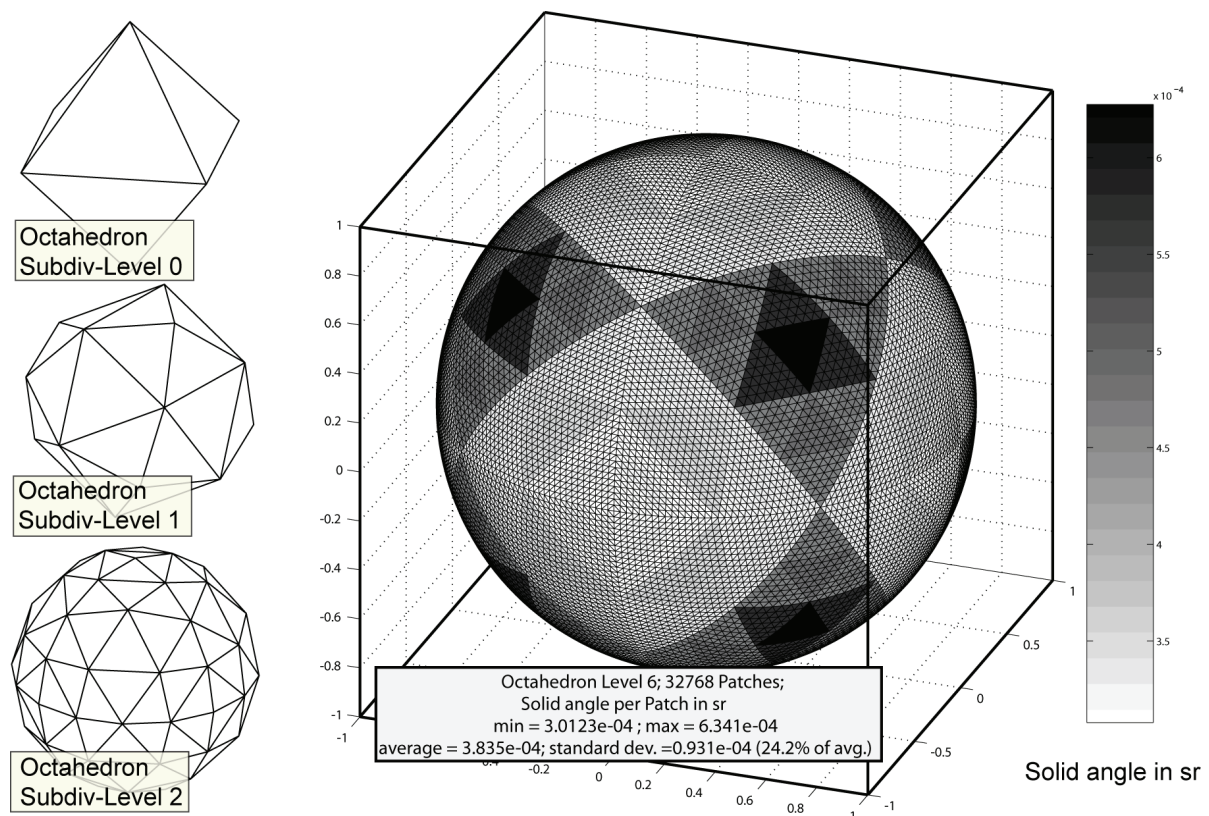 Octahedron
Subdiv-Level 0
Octahedron
Subdiv-Level 1
Octahedron
Subdiv-Level 2
1
0.8
0.6
0.4
0.2
0
-0.2
-0.4
-0.6
-0.8
-1
-1
-0.2
0
0.2
0.4
0.6
0.8
1
-1
-0.5
0
0.5
1
Octahedron Level 6; 32768 Patches;
Solid angle per Patch in sr
min = 3.0123e-04 ; max = 6.341e-04
average = 3.835e-04; standard dev. =0.931e-04 (24.2% of avg.)
x 10⁻⁴
6
5.5
5
4.5
4
3.5
Solid angle in sr